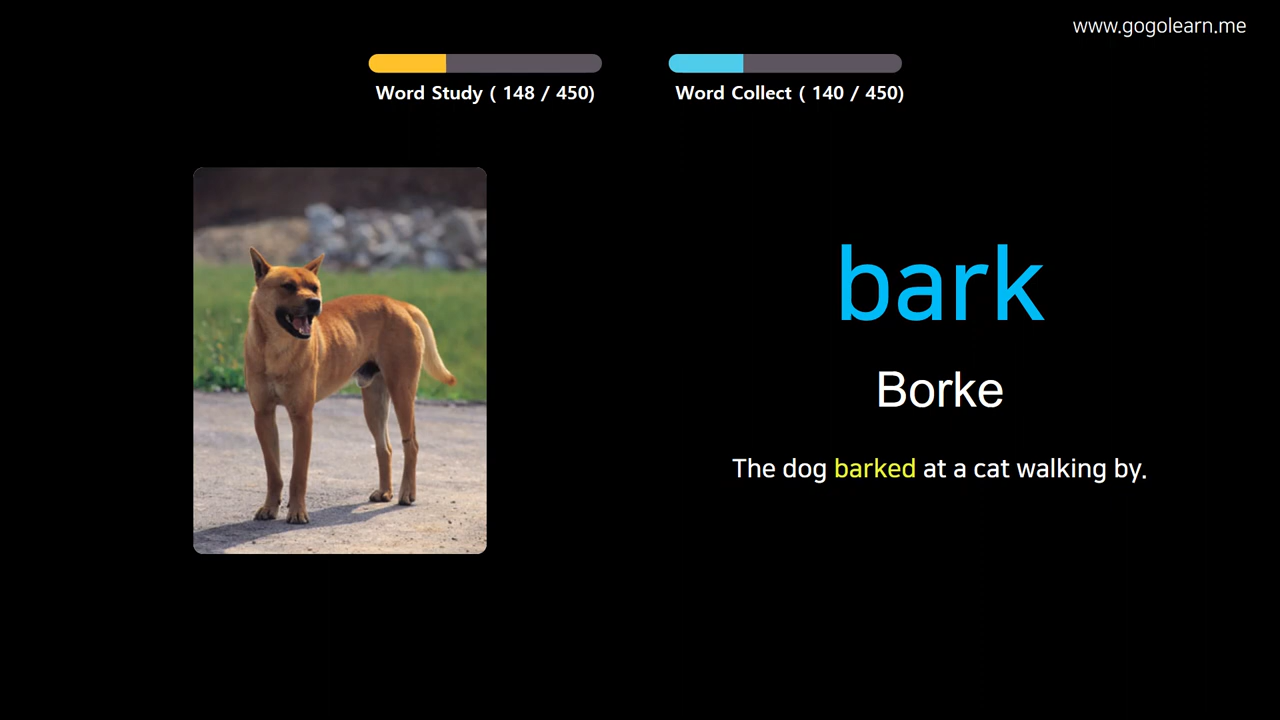 www.gogolearn.me
Word Study ( 148 / 450)
Word Collect ( 140 / 450)
bark
Borke
The dog barked at a cat walking by.